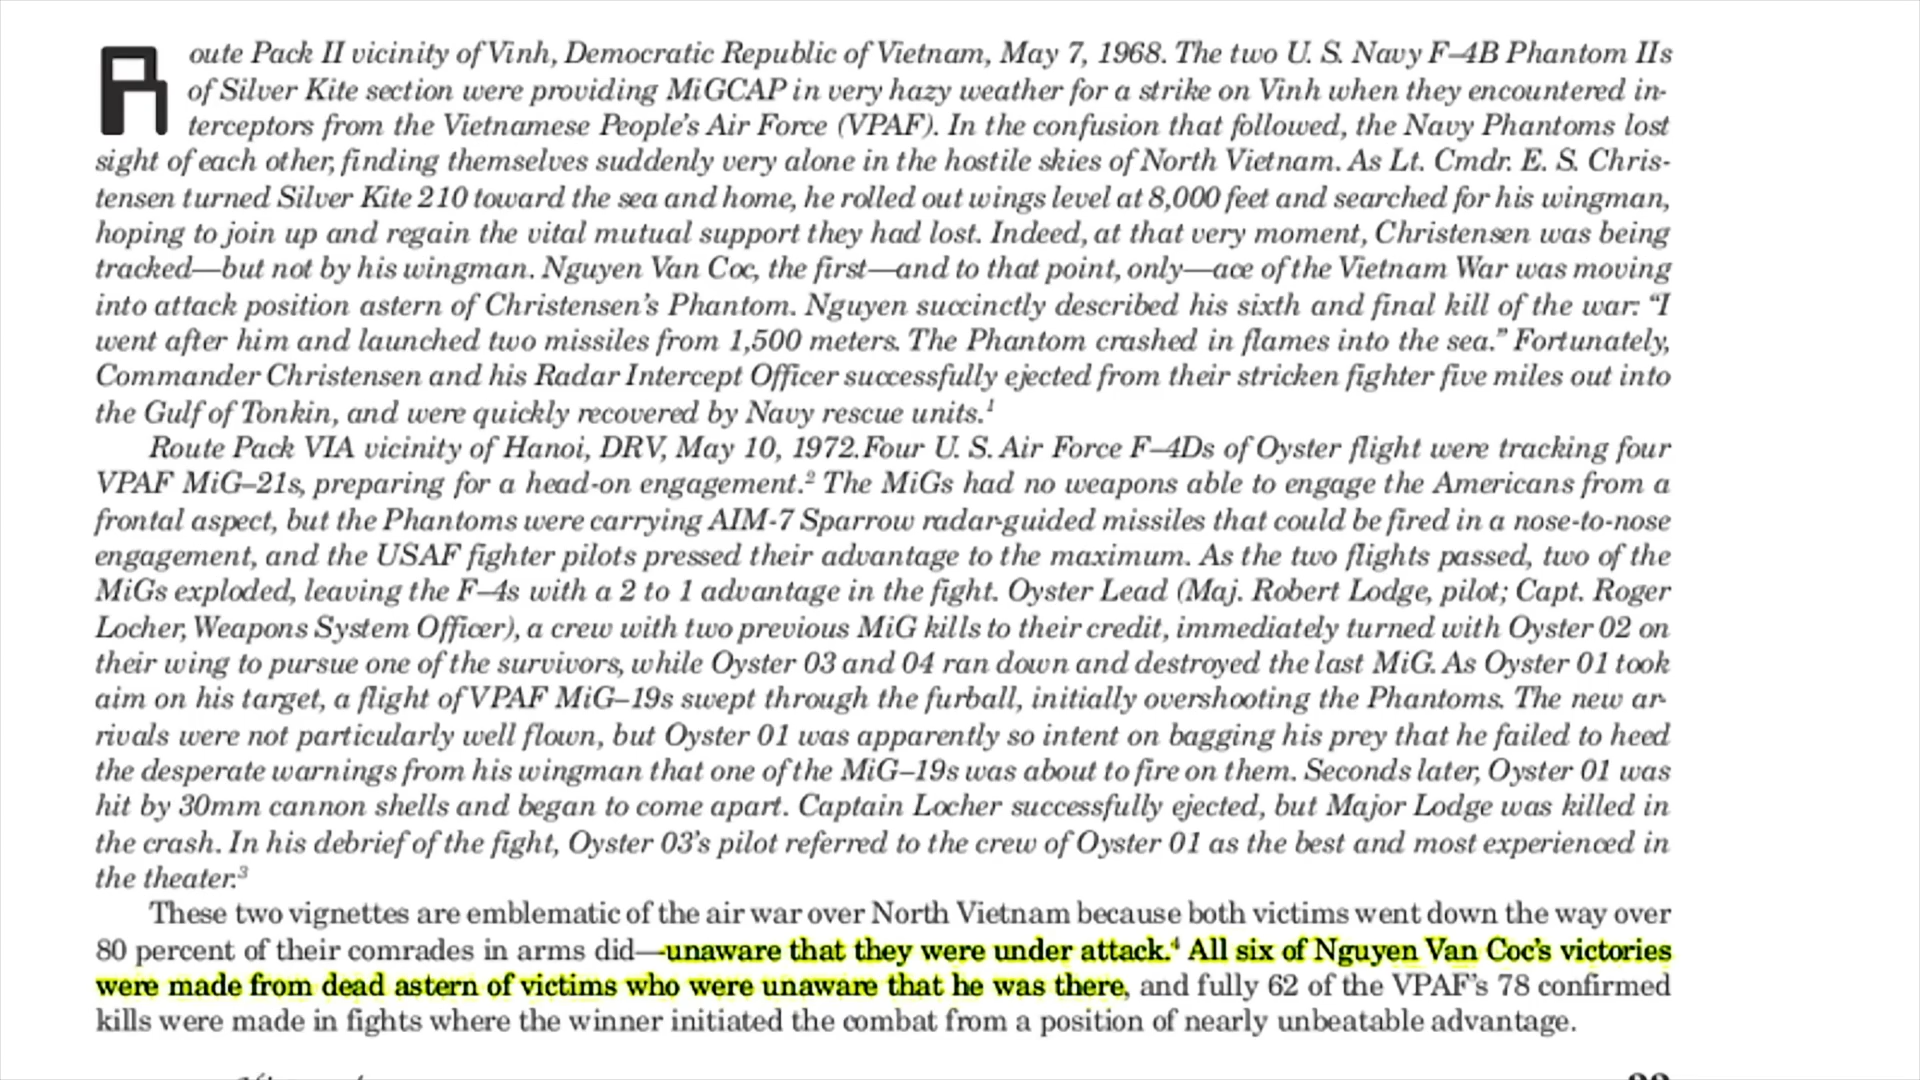 Route Pack II vicinity of Vinh, Democratic Republic of Vietnam, May 7, 1968. The two U. S. Navy F–4B Phantom IIs
of Silver Kite section were providing MiGCAP in very hazy weather for a strike on Vinh when they encountered in-
terceptors from the Vietnamese People's Air Force (VPAF). In the confusion that followed, the Navy Phantoms lost
sight of each other, finding themselves suddenly very alone in the hostile skies of North Vietnam. As Lt. Cmdr. E. S. Chris-
tensen turned Silver Kite 210 toward the sea and home, he rolled out wings level at 8,000 feet and searched for his wingman,
hoping to join up and regain the vital mutual support they had lost. Indeed, at that very moment, Christensen was being
tracked—but not by his wingman. Nguyen Van Coc, the first—and to that point, only—ace of the Vietnam War was moving
into attack position astern of Christensen's Phantom. Nguyen succinctly described his sixth and final kill of the war: “I
went after him and launched two missiles from 1,500 meters. The Phantom crashed in flames into the sea.” Fortunately,
Commander Christensen and his Radar Intercept Officer successfully ejected from their stricken fighter five miles out into
the Gulf of Tonkin, and were quickly recovered by Navy rescue units.¹
Route Pack VIA vicinity of Hanoi, DRV, May 10, 1972. Four U. S. Air Force F–4Ds of Oyster flight were tracking four
VPAF MiG–21s, preparing for a head-on engagement.² The MiGs had no weapons able to engage the Americans from a
frontal aspect, but the Phantoms were carrying AIM-7 Sparrow radar-guided missiles that could be fired in a nose-to-nose
engagement, and the USAF fighter pilots pressed their advantage to the maximum. As the two flights passed, two of the
MiGs exploded, leaving the F–4s with a 2 to 1 advantage in the fight. Oyster Lead (Maj. Robert Lodge, pilot; Capt. Roger
Locher, Weapons System Officer), a crew with two previous MiG kills to their credit, immediately turned with Oyster 02 on
their wing to pursue one of the survivors, while Oyster 03 and 04 ran down and destroyed the last MiG. As Oyster 01 took
aim on his target, a flight of VPAF MiG–19s swept through the furball, initially overshooting the Phantoms. The new ar-
rivals were not particularly well flown, but Oyster 01 was apparently so intent on bagging his prey that he failed to heed
the desperate warnings from his wingman that one of the MiG–19s was about to fire on them. Seconds later, Oyster 01 was
hit by 30mm cannon shells and began to come apart. Captain Locher successfully ejected, but Major Lodge was killed in
the crash. In his debrief of the fight, Oyster 03's pilot referred to the crew of Oyster 01 as the best and most experienced in
the theater.³
These two vignettes are emblematic of the air war over North Vietnam because both victims went down the way over
80 percent of their comrades in arms did—unaware that they were under attack.⁴ All six of Nguyen Van Coc's victories
were made from dead astern of victims who were unaware that he was there, and fully 62 of the VPAF's 78 confirmed
kills were made in fights where the winner initiated the combat from a position of nearly unbeatable advantage.